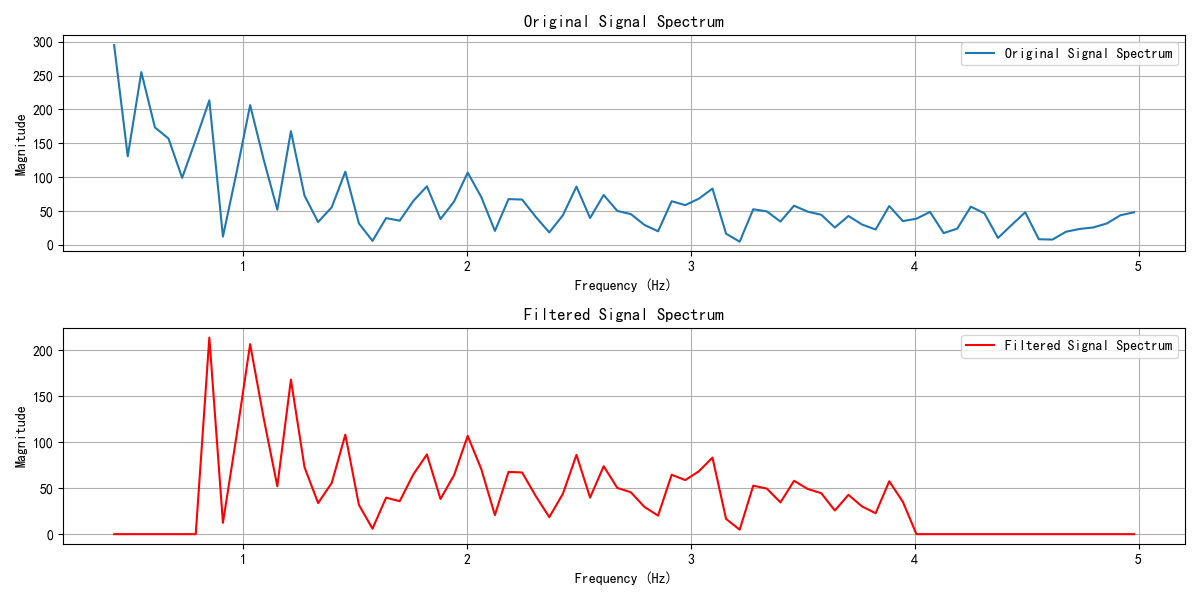 Original Signal Spectrum
Original Signal Spectrum
300
250
200
150
100
50
0
Magnitude
1
2
3
4
5
Frequency (Hz)
Filtered Signal Spectrum
Filtered Signal Spectrum
200
150
100
50
0
Magnitude
1
2
3
4
5
Frequency (Hz)